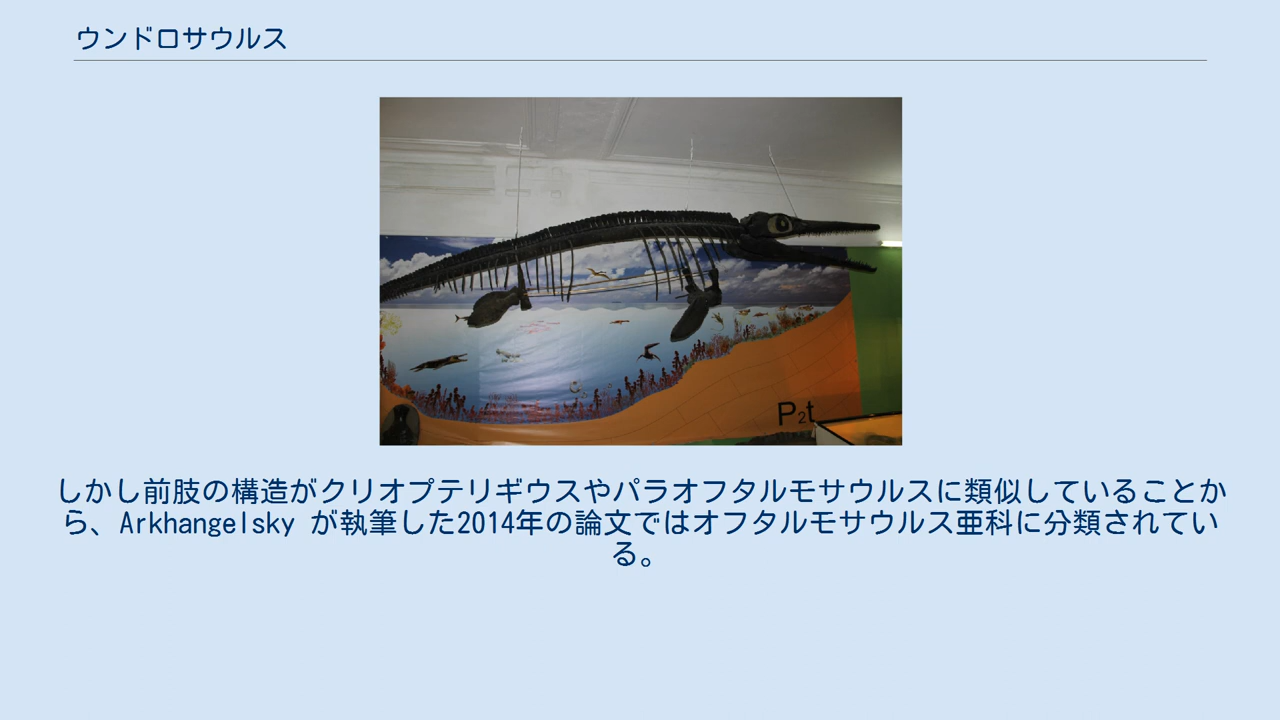 ウンドロサウルス
P₂t
しかし前肢の構造がクリオプテリギウスやパラオフタルモサウルスに類似していることか
ら、Arkhangelsky が執筆した2014年の論文ではオフタルモサウルス亜科に分類されてい
る。